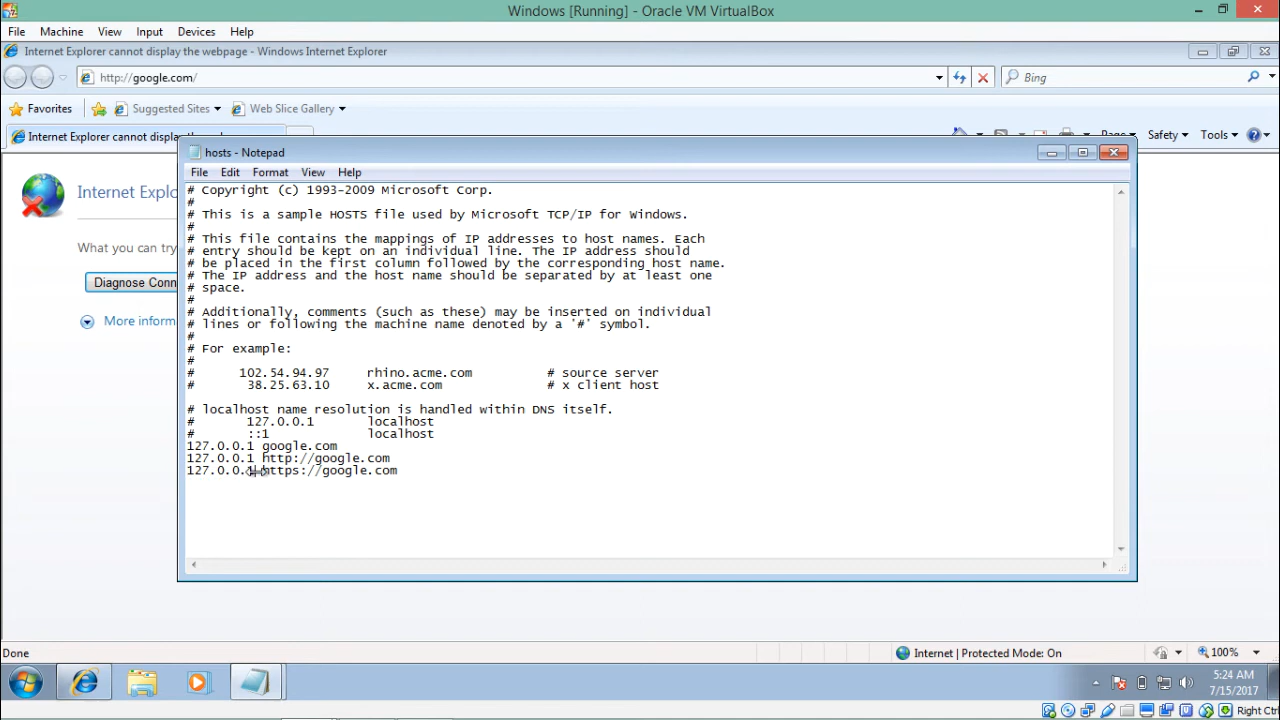 Windows [Running] - Oracle VM VirtualBox
File Machine View Input Devices Help
Internet Explorer cannot display the webpage - Windows Internet Explorer
http://google.com/
Bing
Favorites Suggested Sites Web Slice Gallery
Internet Explorer cannot display
Safety Tools
hosts - Notepad
File Edit Format View Help
Internet Explo
What you can try
Diagnose Conn
More inform
# Copyright (c) 1993-2009 Microsoft Corp.
#
# This is a sample HOSTS file used by Microsoft TCP/IP for Windows.
#
# This file contains the mappings of IP addresses to host names. Each
# entry should be kept on an individual line. The IP address should
# be placed in the first column followed by the corresponding host name.
# The IP address and the host name should be separated by at least one
# space.
#
# Additionally, comments (such as these) may be inserted on individual
# lines or following the machine name denoted by a '#' symbol.
#
# For example:
#
# 102.54.94.97 rhino.acme.com # source server
# 38.25.63.10 x.acme.com # x client host
# localhost name resolution is handled within DNS itself.
# 127.0.0.1 localhost
# ::1 localhost
127.0.0.1 google.com
127.0.0.1 http://google.com
127.0.0.1 https://google.com
Done
Internet | Protected Mode: On
100%
5:24 AM
7/15/2017
Right Ctrl